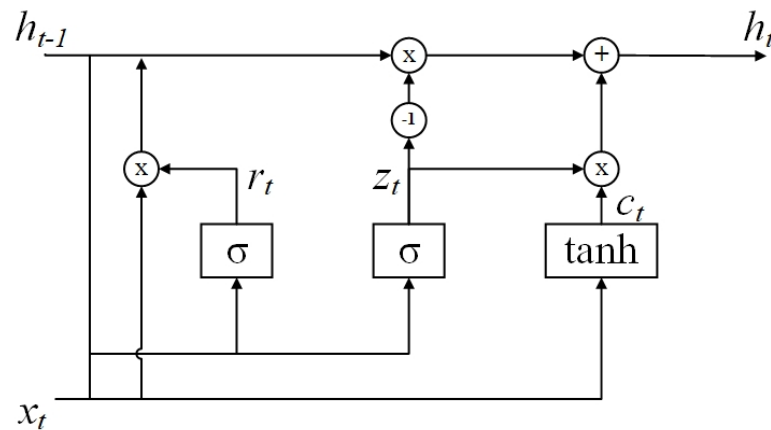 h_{t-1} x + h_t
-1
x r_t z_t x
c_t
σ σ tanh
x_t